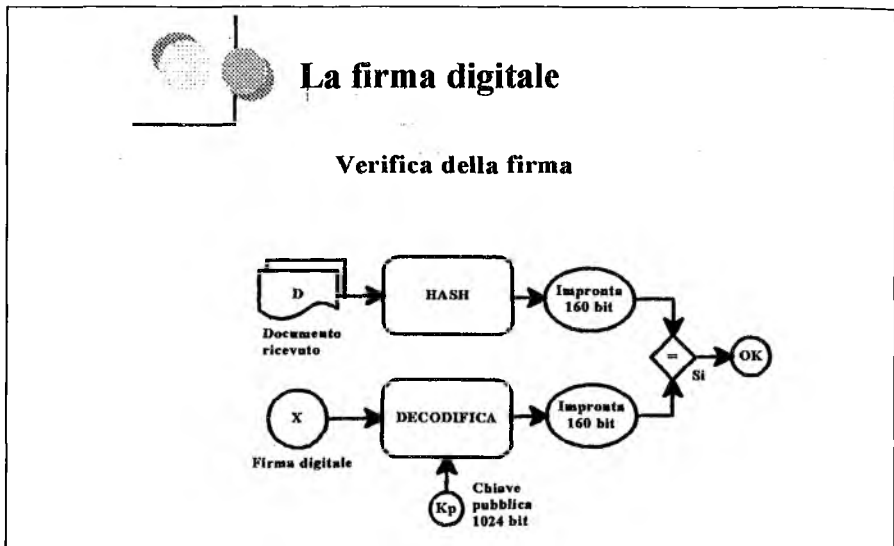 La firma digitale
Verifica della firma
D
HASH
Impronta
160 bit
Documento
ricevuto
=
Si
OK
X
DECODIFICA
Impronta
160 bit
Firma digitale
Kp
Chiave
pubblica
1024 bit